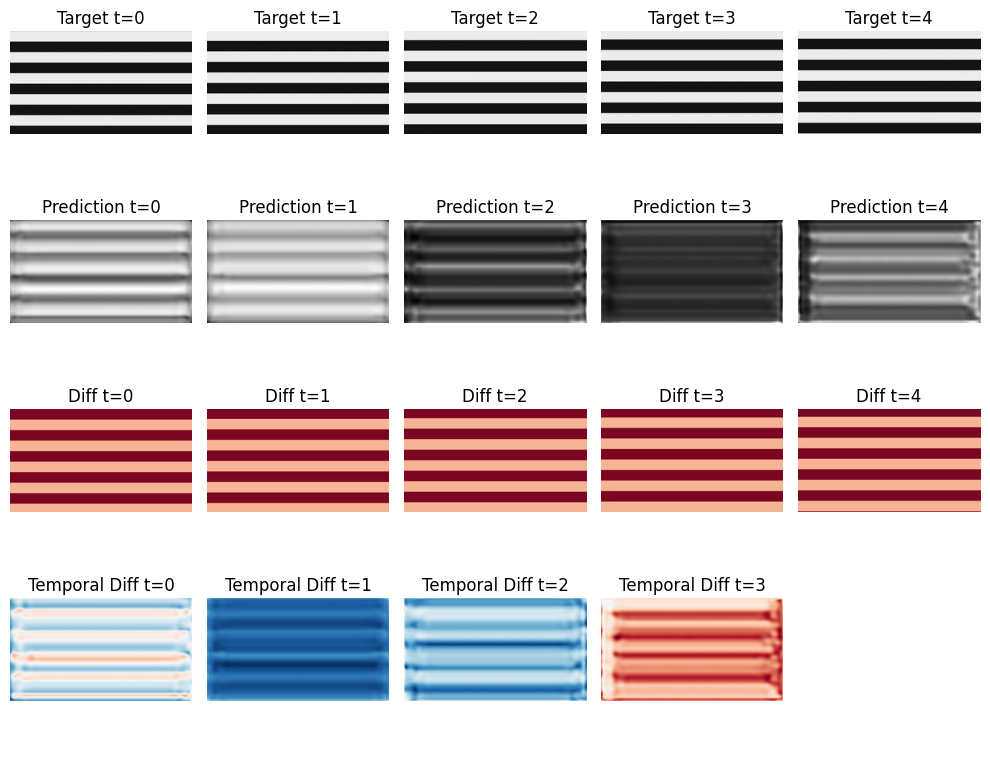 Target t=0 Target t=1 Target t=2 Target t=3 Target t=4
Prediction t=0 Prediction t=1 Prediction t=2 Prediction t=3 Prediction t=4
Diff t=0 Diff t=1 Diff t=2 Diff t=3 Diff t=4
Temporal Diff t=0 Temporal Diff t=1 Temporal Diff t=2 Temporal Diff t=3